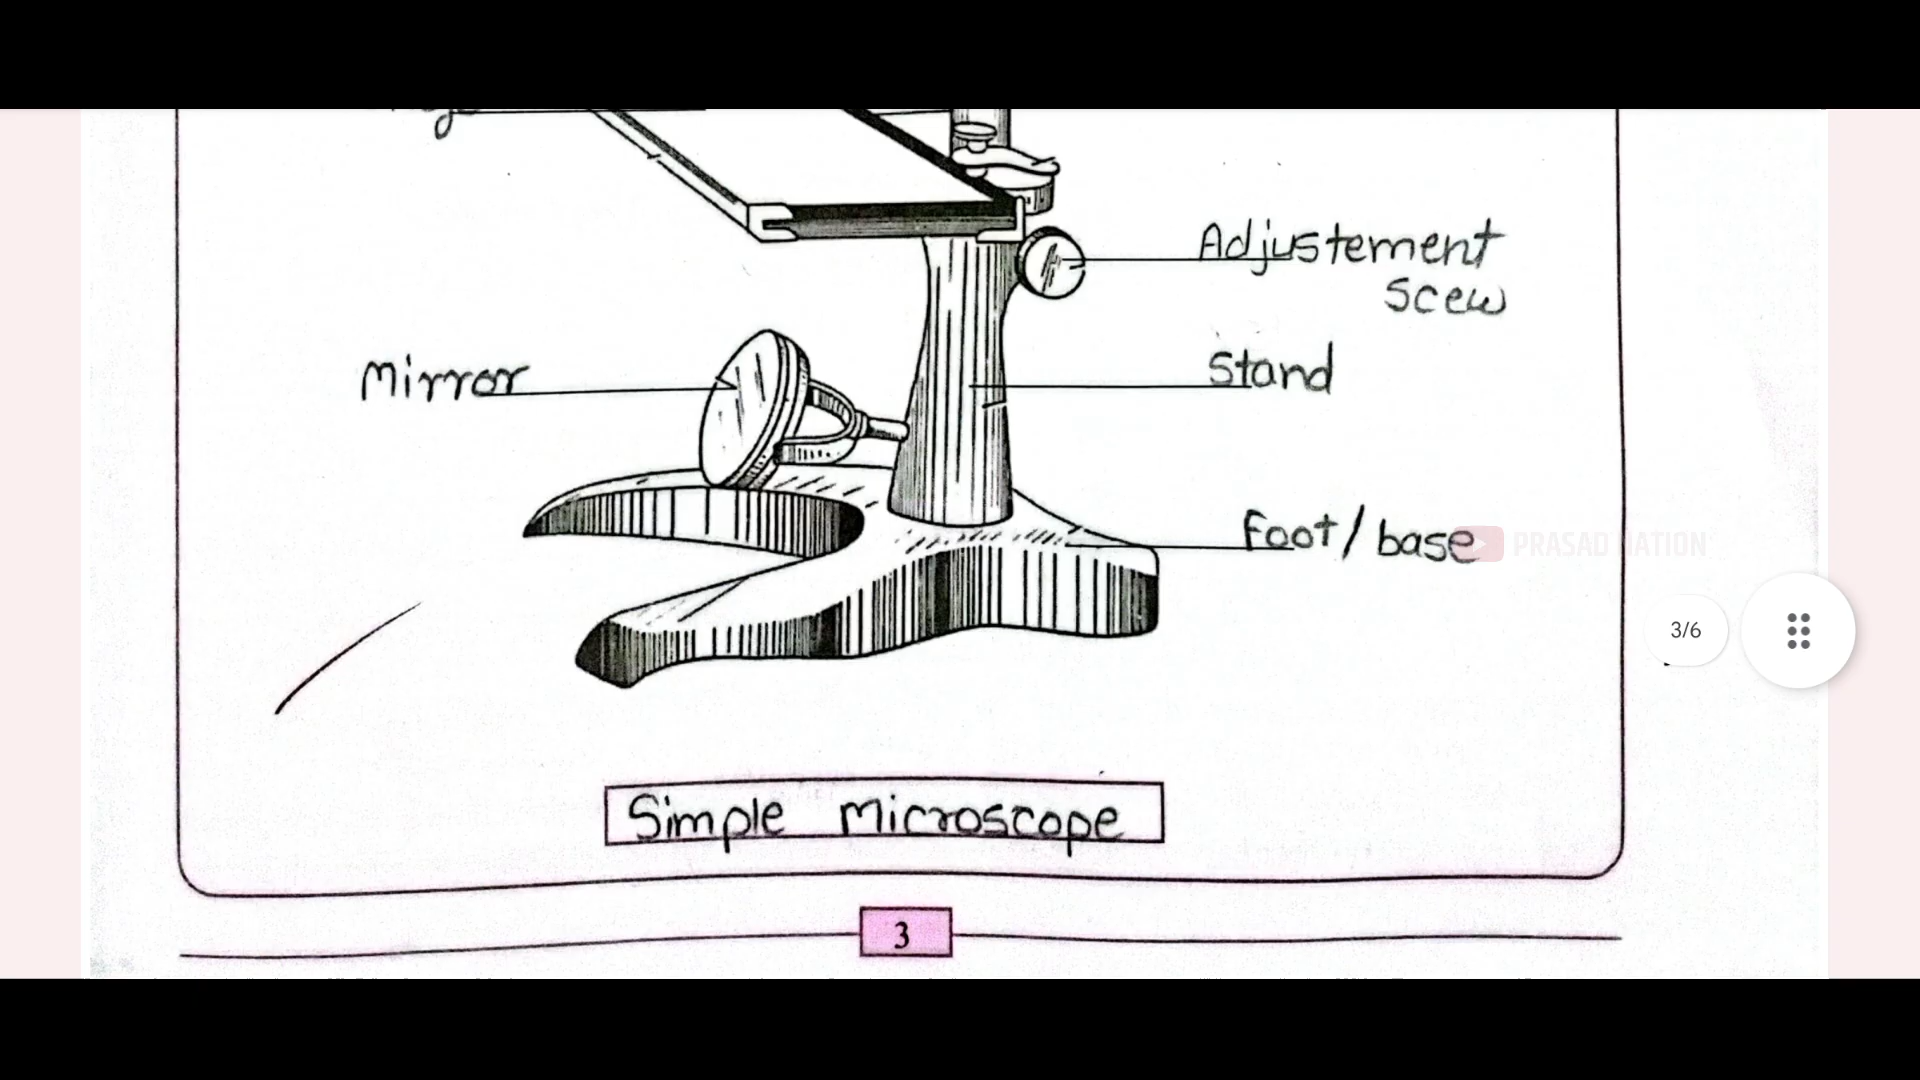 Adjustement
Scew
Mirror
Stand
Foot/base
PRASAD NATION
3/6
Simple Microscope
3